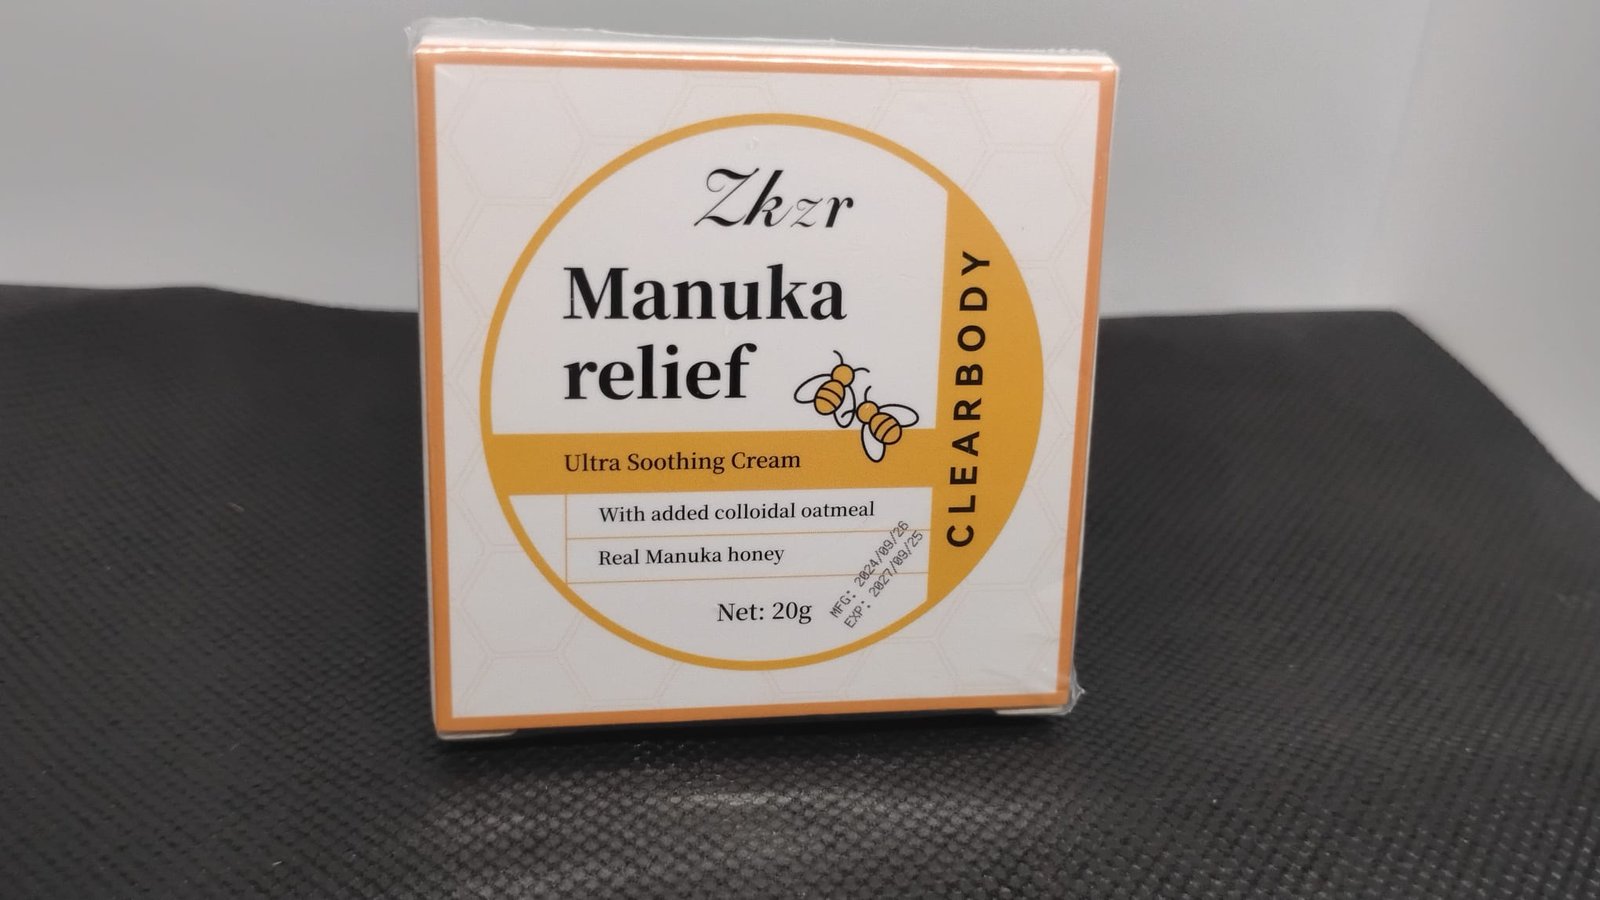 Zkzr
Manuka
relief
Ultra Soothing Cream
With added colloidal oatmeal
Real Manuka honey
Net: 20g
MFG: 2024/09/26
EXP: 2027/09/25
CLEARBODY